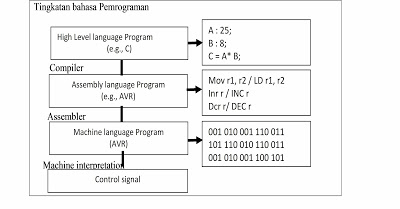 Tingkatan bahasa Pemrograman
High Level language Program
(e.g., C)
A : 25;
B : 8;
C = A* B;
Compiler
Assembly language Program
(e.g., AVR)
Mov r1, r2 / LD r1, r2
Inr r / INC r
Dcr r/ DEC r
Assembler
Machine language Program
(AVR)
001 010 001 110 011
101 110 010 110 011
001 010 001 100 101
Machine interpretation
Control signal